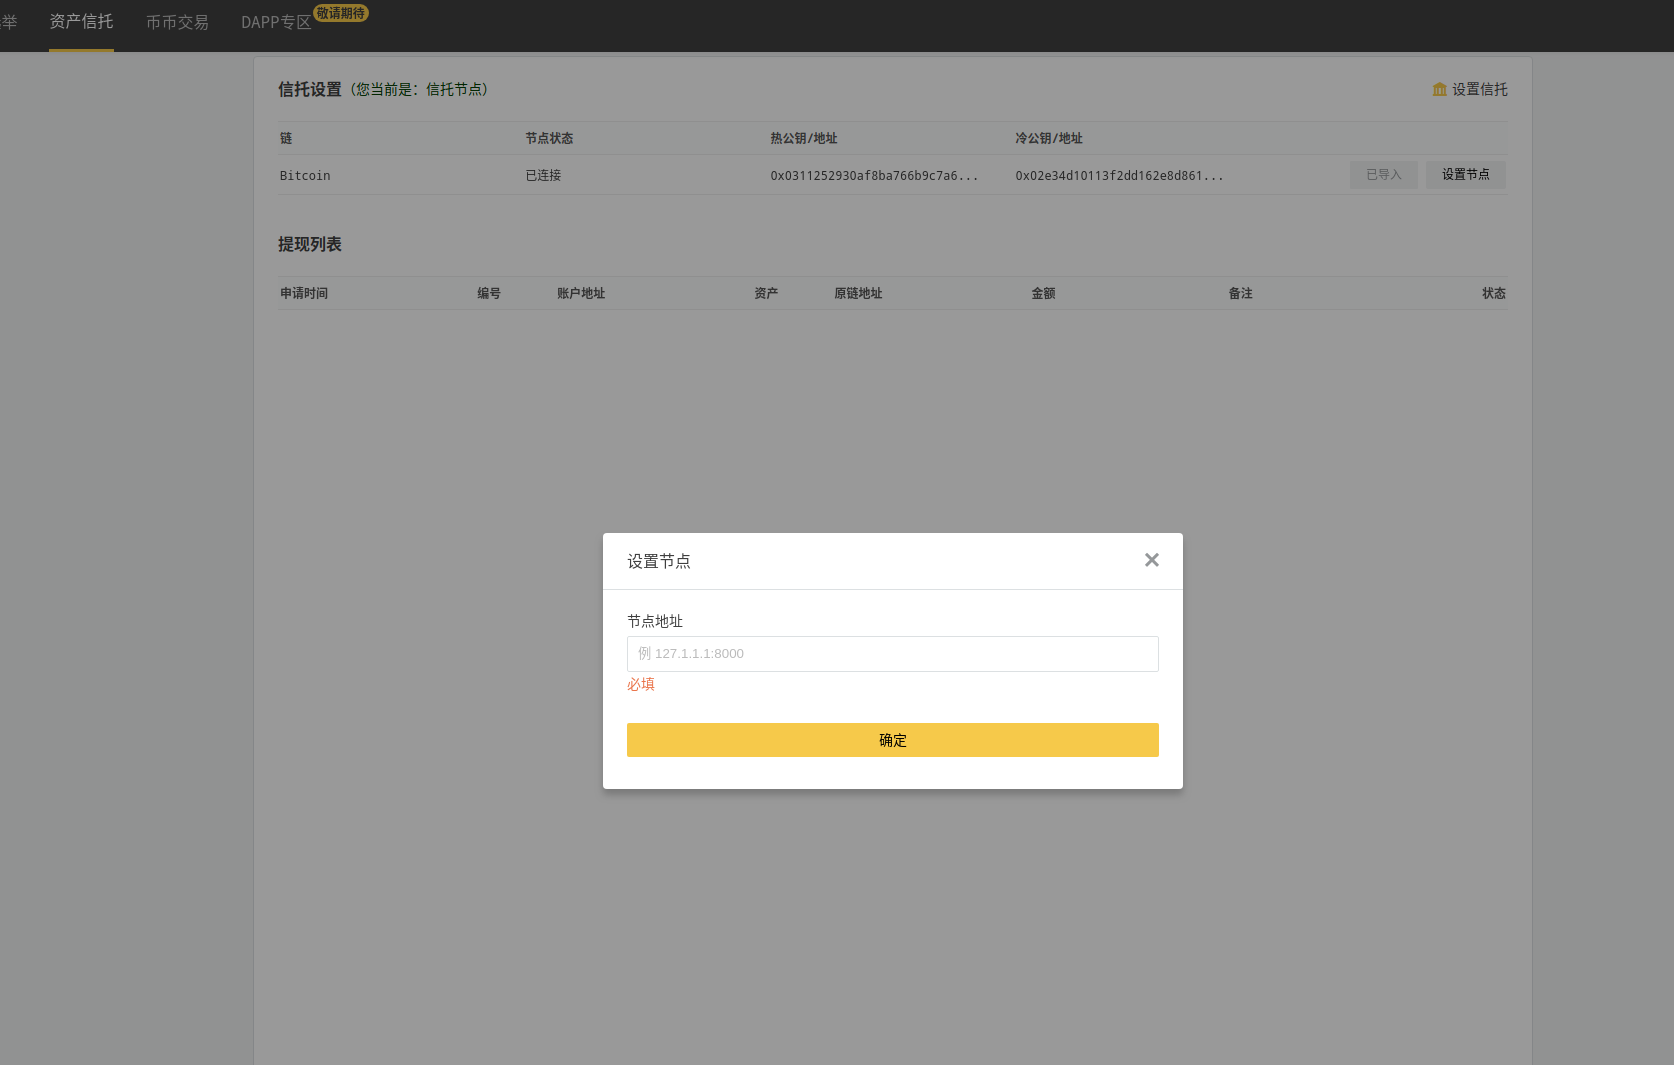 举 资产信托 币币交易 DAPP专区 敬请期待
信托设置（您当前是：信托节点） 设置信托
链 节点状态 热公钥/地址 冷公钥/地址
Bitcoin 已连接 0x0311252930af8ba766b9c7a6... 0x02e34d10113f2dd162e8d861... 已导入 设置节点
提现列表
申请时间 编号 账户地址 资产 原链地址 金额 备注 状态
设置节点
节点地址
例 127.1.1.1:8000
必填
确定